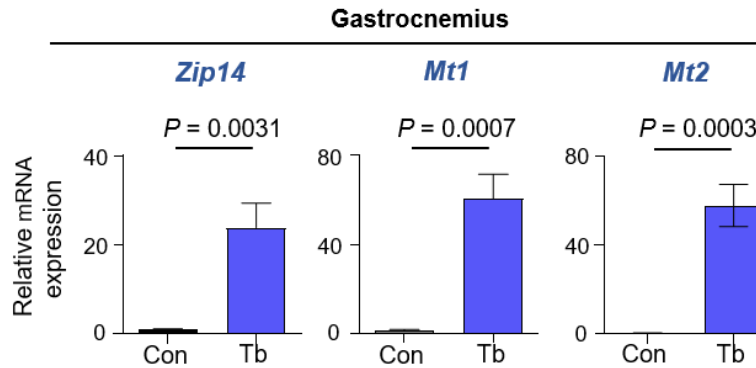 Gastrocnemius
Zip14 Mt1 Mt2
P = 0.0031 P = 0.0007 P = 0.0003
Relative mRNA
expression
40 80 80
20 40 40
0 0 0
Con Tb Con Tb Con Tb